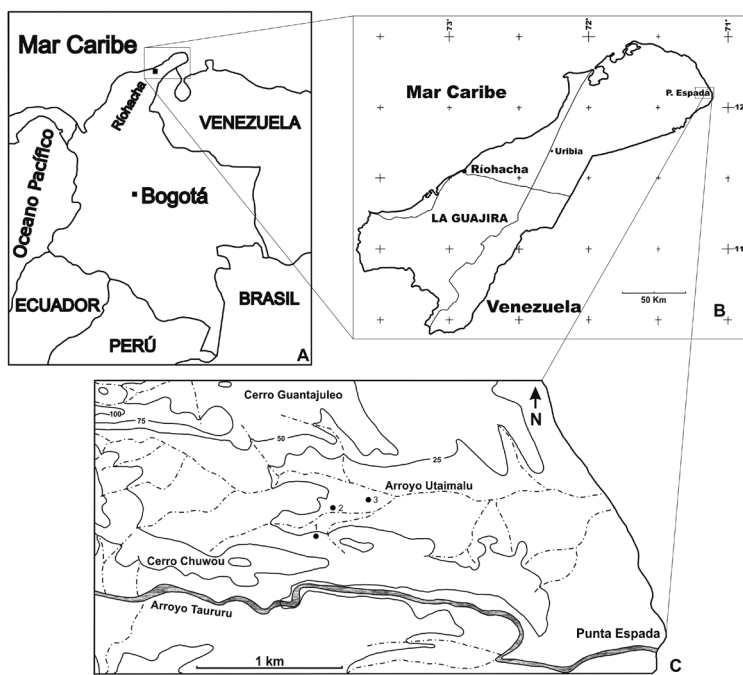 Mar Caribe
Ríohacha
VENEZUELA
Oceano Pacífico
Bogotá
ECUADOR
BRASIL
PERÚ
A
73°
72°
71°
Mar Caribe
P. Espada
12
Uribia
Ríohacha
LA GUAJIRA
11
50 Km
Venezuela
B
Cerro Guantajuleo
100
75
50
25
N
Arroyo Utaimalu
3
2
1
Cerro Chuwou
Arroyo Taururu
Punta Espada
1 km
C